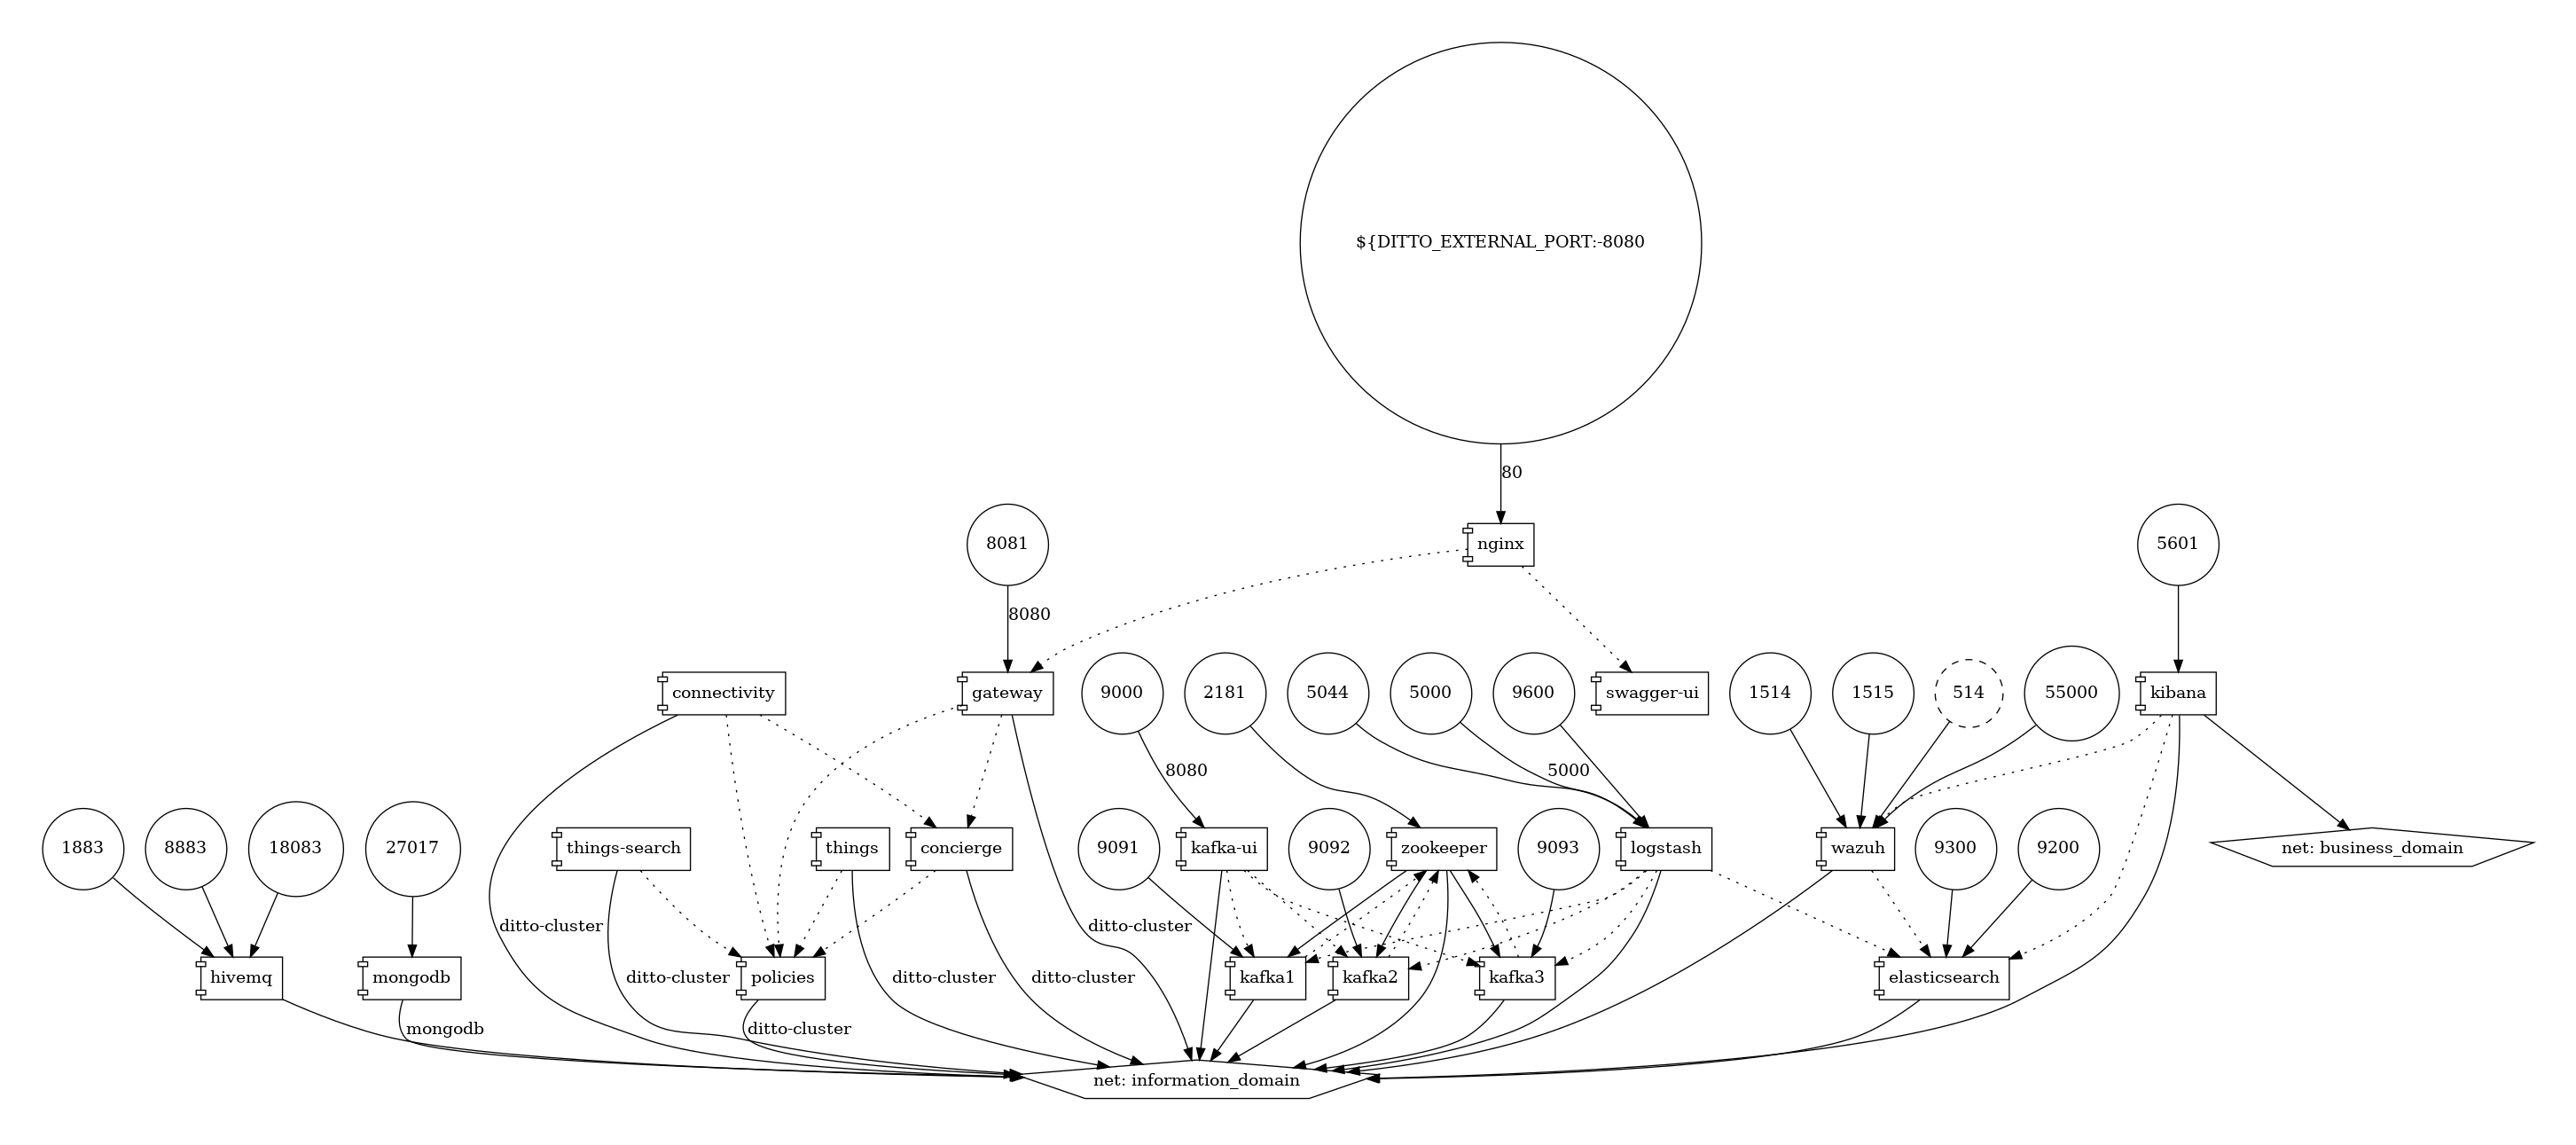 ${DITTO_EXTERNAL_PORT:-8080
80
8081
nginx
5601
8080
connectivity
gateway
9000
2181
5044
5000
9600
swagger-ui
1514
1515
514
55000
kibana
8080
5000
1883
8883
18083
27017
things-search
things
concierge
9091
kafka-ui
9092
zookeeper
9093
logstash
wazuh
9300
9200
net: business_domain
ditto-cluster
ditto-cluster
hivemq
mongodb
ditto-cluster
policies
ditto-cluster
ditto-cluster
kafka1
kafka2
kafka3
elasticsearch
mongodb
ditto-cluster
net: information_domain